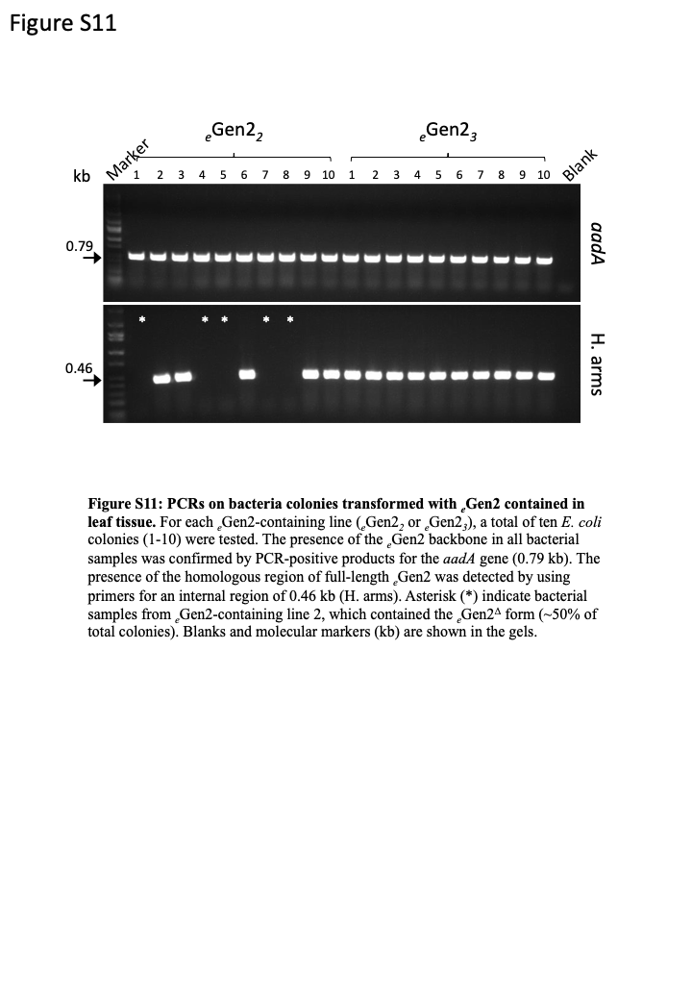 Figure S11
ₑGen2₂ ₑGen2₃
kb Marker 1 2 3 4 5 6 7 8 9 10 1 2 3 4 5 6 7 8 9 10 Blank
0.79 aadA
* * * * *
0.46 H. arms
Figure S11: PCRs on bacteria colonies transformed with ₑGen2 contained in
leaf tissue. For each ₑGen2-containing line (ₑGen2₂ or ₑGen2₃), a total of ten E. coli
colonies (1-10) were tested. The presence of the ₑGen2 backbone in all bacterial
samples was confirmed by PCR-positive products for the aadA gene (0.79 kb). The
presence of the homologous region of full-length ₑGen2 was detected by using
primers for an internal region of 0.46 kb (H. arms). Asterisk (*) indicate bacterial
samples from ₑGen2-containing line 2, which contained the ₑGen2^Δ form (~50% of
total colonies). Blanks and molecular markers (kb) are shown in the gels.